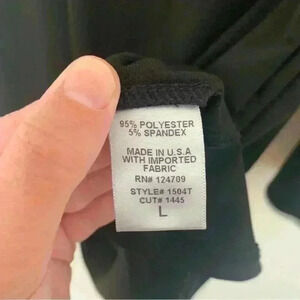 95% POLYESTER
5% SPANDEX
MADE IN U.S.A
WITH IMPORTED
FABRIC
RN# 124709
STYLE# 1504T
CUT# 1445
L